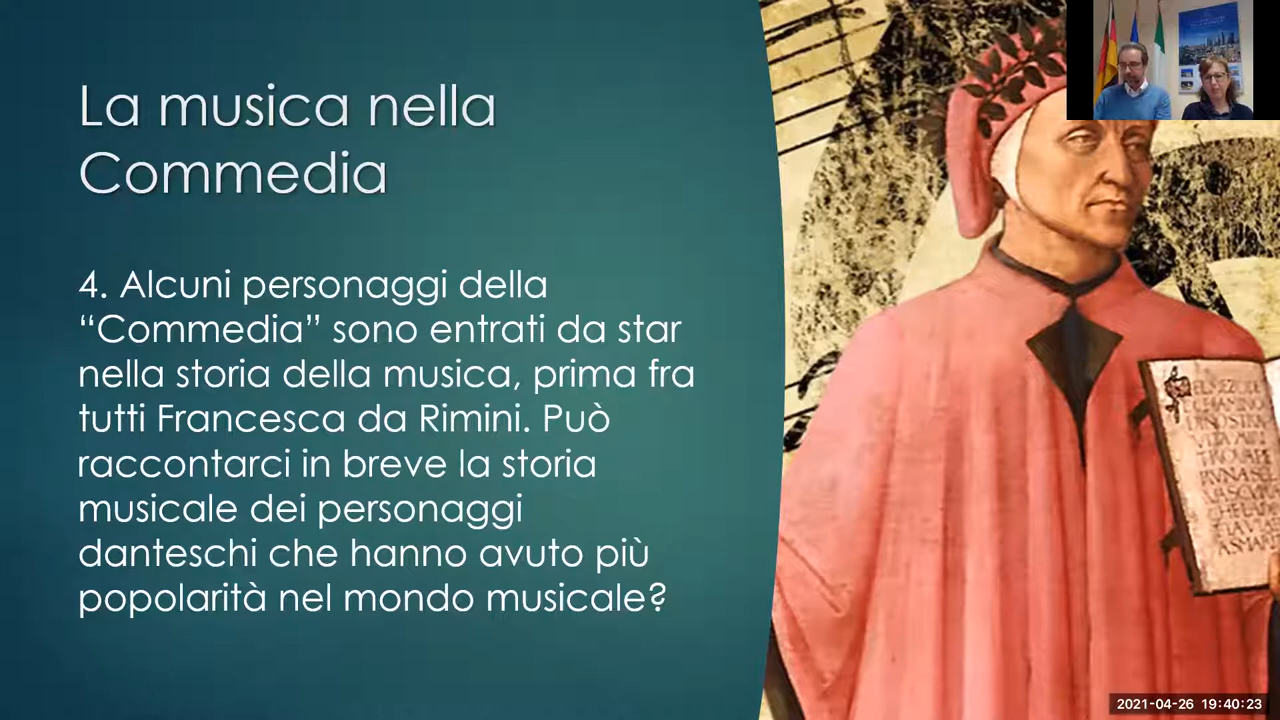 La musica nella
Commedia
4. Alcuni personaggi della
“Commedia” sono entrati da star
nella storia della musica, prima fra
tutti Francesca da Rimini. Può
raccontarci in breve la storia
musicale dei personaggi
danteschi che hanno avuto più
popolarità nel mondo musicale?
2021-04-26 19:40:23